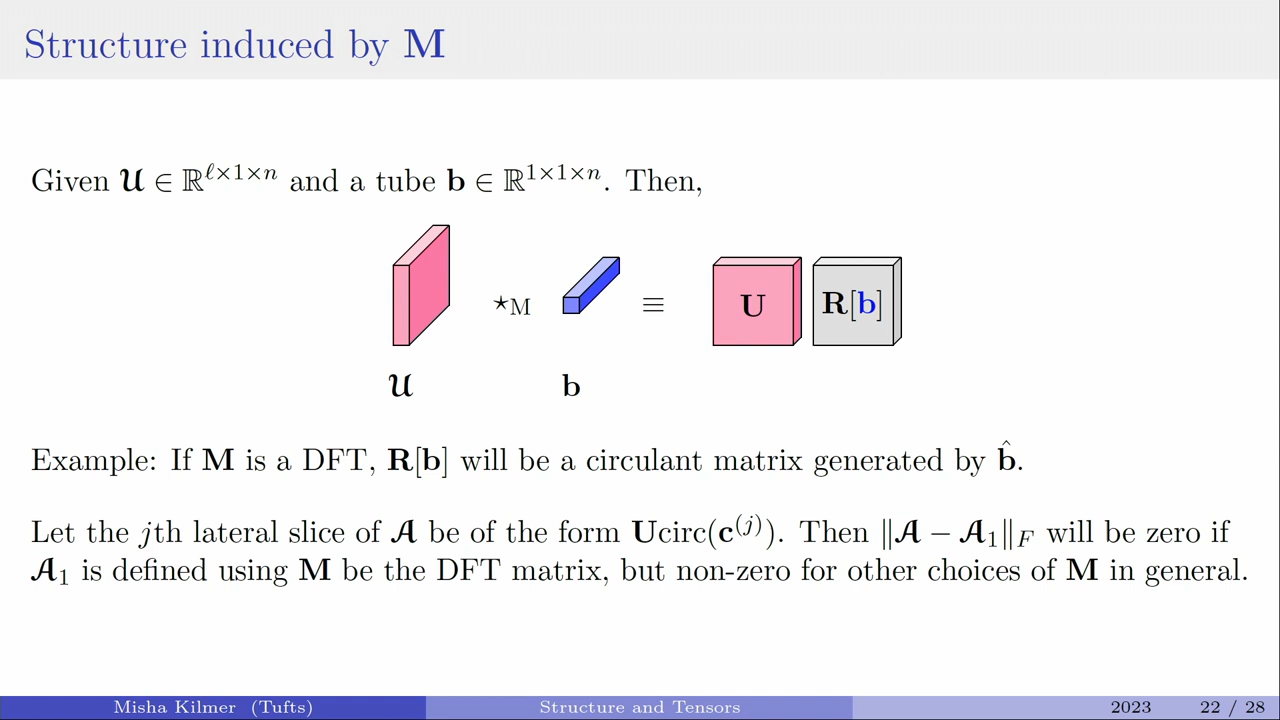 Structure induced by M
Given 𝓤 ∈ ℝ^{ℓ×1×n} and a tube b ∈ ℝ^{1×1×n}. Then,
⋆_M ≡ U R[b]
𝓤 b
Example: If M is a DFT, R[b] will be a circulant matrix generated by b̂.
Let the jth lateral slice of 𝓐 be of the form Ucirc(c^{(j)}). Then ‖𝓐 − 𝓐₁‖_F will be zero if
𝓐₁ is defined using M be the DFT matrix, but non-zero for other choices of M in general.
Misha Kilmer (Tufts) Structure and Tensors 2023 22 / 28